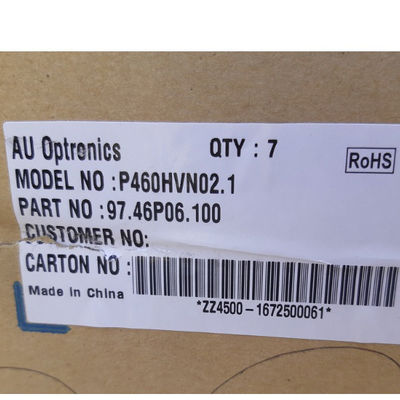 AU Optronics QTY : 7
RoHS
MODEL NO :P460HVN02.1
PART NO :97.46P06.100
CUSTOMER NO:
CARTON NO :
Made in China
*ZZ4500-1672500061*